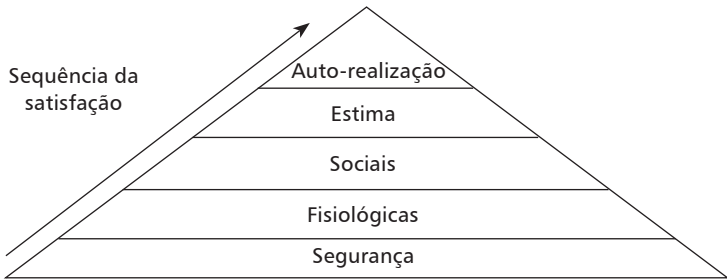 Sequência da
satisfação
Auto-realização
Estima
Sociais
Fisiológicas
Segurança